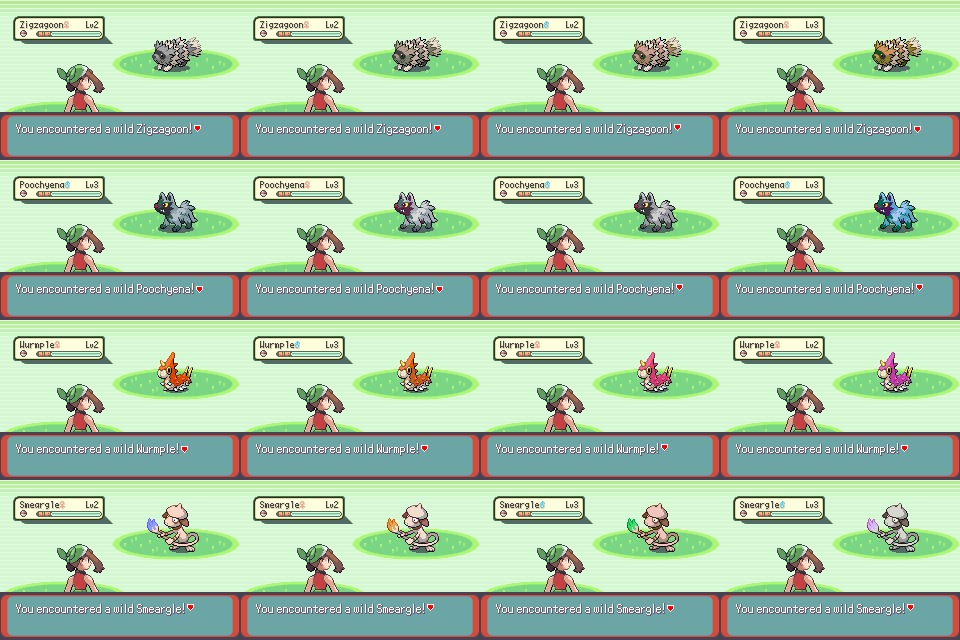 Zigzagoon♀ Lv2
You encountered a wild Zigzagoon!♥
Zigzagoon♀ Lv2
You encountered a wild Zigzagoon!♥
Zigzagoon♂ Lv2
You encountered a wild Zigzagoon!♥
Zigzagoon♀ Lv3
You encountered a wild Zigzagoon!♥
Poochyena♂ Lv3
You encountered a wild Poochyena!♥
Poochyena♀ Lv3
You encountered a wild Poochyena!♥
Poochyena♂ Lv3
You encountered a wild Poochyena!♥
Poochyena♂ Lv3
You encountered a wild Poochyena!♥
Wurmple♀ Lv2
You encountered a wild Wurmple!♥
Wurmple♂ Lv3
You encountered a wild Wurmple!♥
Wurmple♀ Lv3
You encountered a wild Wurmple!♥
Wurmple♀ Lv2
You encountered a wild Wurmple!♥
Smeargle♀ Lv2
You encountered a wild Smeargle!♥
Smeargle♀ Lv2
You encountered a wild Smeargle!♥
Smeargle♂ Lv3
You encountered a wild Smeargle!♥
Smeargle♂ Lv3
You encountered a wild Smeargle!♥